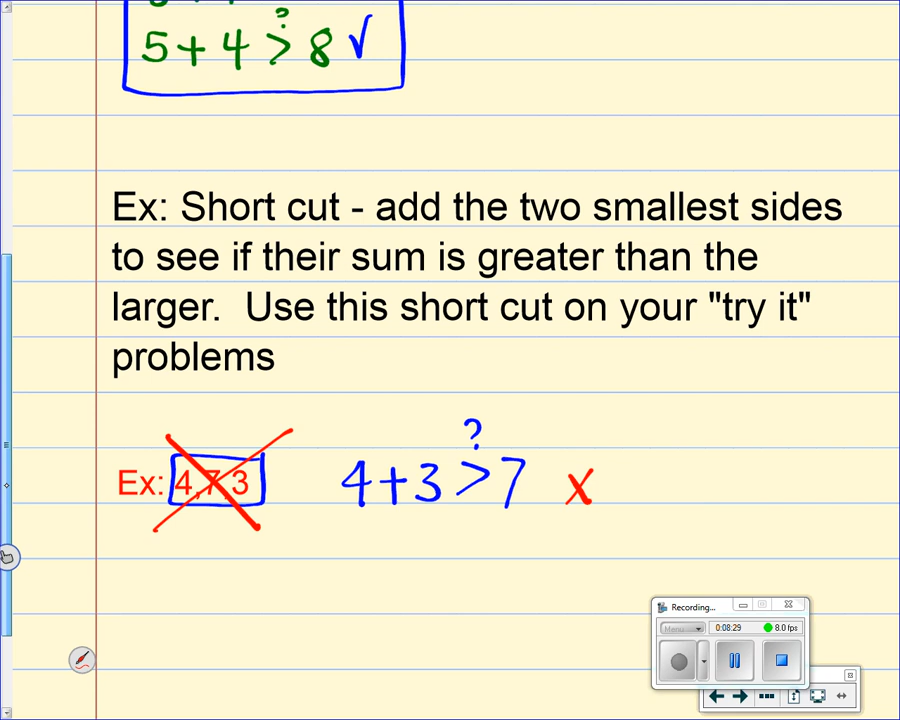 5 + 4 > 8 ✓
?
Ex: Short cut - add the two smallest sides
to see if their sum is greater than the
larger. Use this short cut on your "try it"
problems
?
Ex: 4,7,3 4+3 > 7 x
Recording...
Menu 0:08:29 8.0 fps